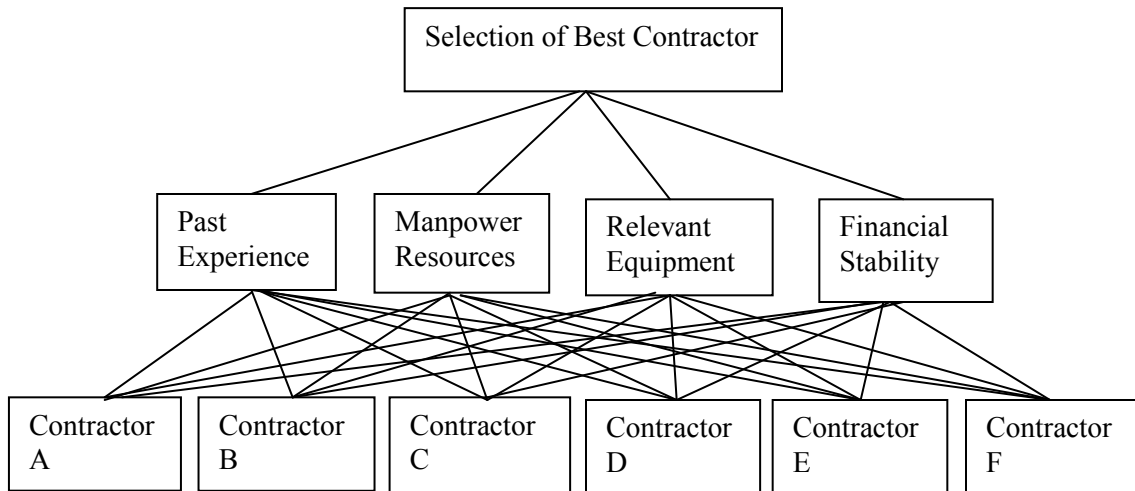 Selection of Best Contractor
Past
Experience
Manpower
Resources
Relevant
Equipment
Financial
Stability
Contractor
A
Contractor
B
Contractor
C
Contractor
D
Contractor
E
Contractor
F